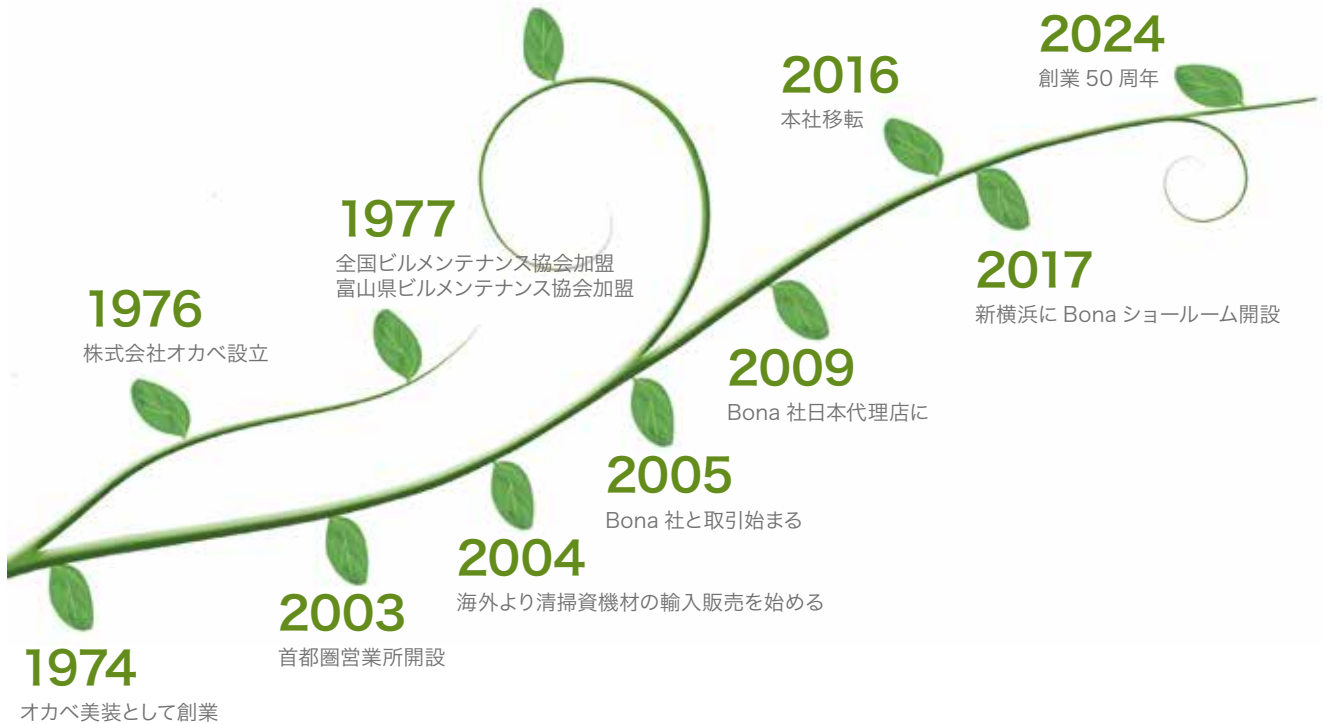 1974
オカベ美装として創業
1976
株式会社オカベ設立
1977
全国ビルメンテナンス協会加盟
富山県ビルメンテナンス協会加盟
2003
首都圏営業所開設
2004
海外より清掃資機材の輸入販売を始める
2005
Bona 社と取引始まる
2009
Bona 社日本代理店に
2016
本社移転
2017
新横浜に Bona ショールーム開設
2024
創業 50 周年